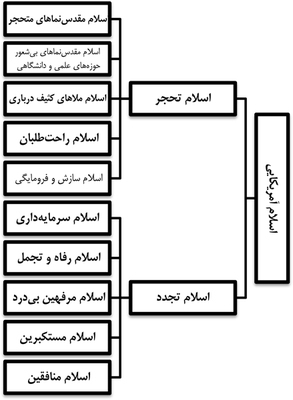 اسلام آمریکایی
اسلام تحجر
سلام مقدس‌نماهای متحجر
اسلام مقدس‌نماهای بی‌شعور
حوزه‌های علمی و دانشگاهی
اسلام ملاهای کثیف درباری
اسلام راحت‌طلبان
اسلام سازش و فرومایگی
اسلام تجدد
اسلام سرمایه‌داری
اسلام رفاه و تجمل
اسلام مرفهین بی‌درد
اسلام مستکبرین
اسلام منافقین